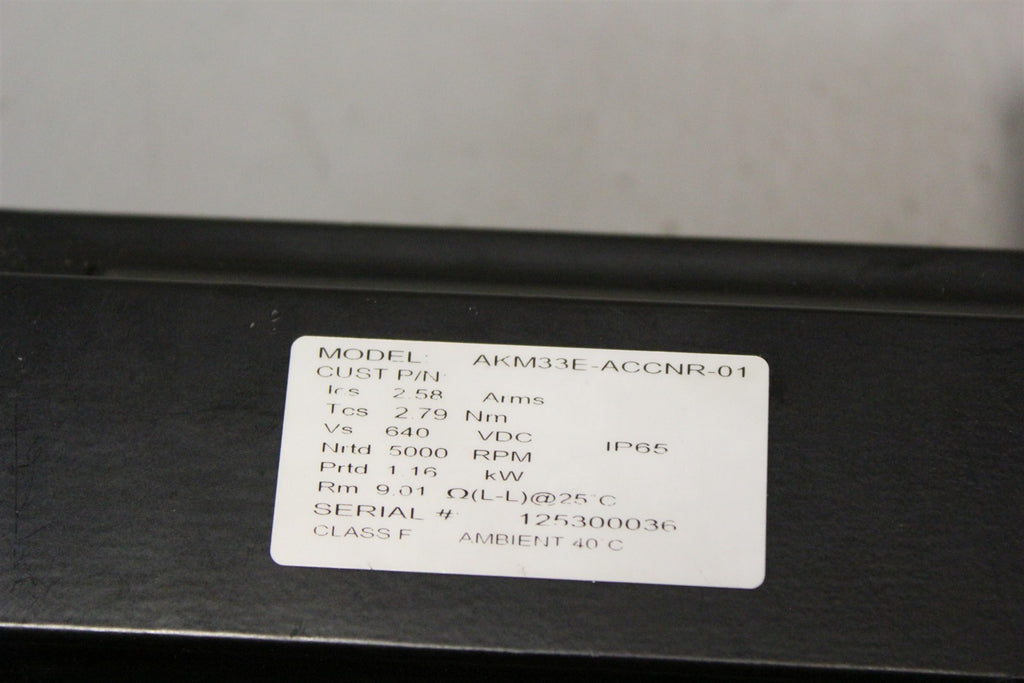 MODEL: AKM33E-ACCNR-01
CUST P/N
Ics 2.58 Arms
Tcs 2.79 Nm
Vs 640 VDC IP65
Nrtd 5000 RPM
Prtd 1.16 kW
Rm 9.01 Ω(L-L)@25°C
SERIAL # 125300036
CLASS F AMBIENT 40°C